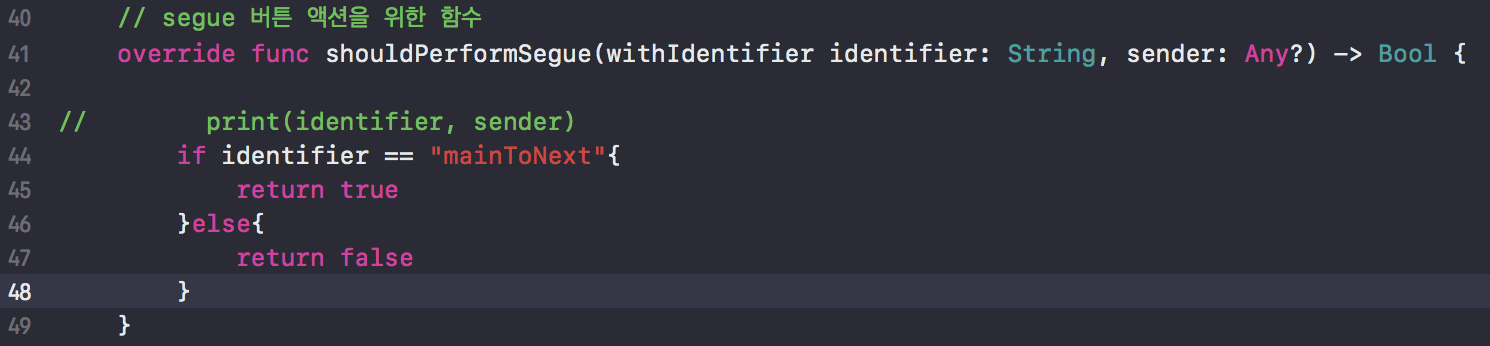 40 // segue 버튼 액션을 위한 함수
41 override func shouldPerformSegue(withIdentifier identifier: String, sender: Any?) -> Bool {
42
43 // print(identifier, sender)
44 if identifier == "mainToNext"{
45 return true
46 }else{
47 return false
48 }
49 }